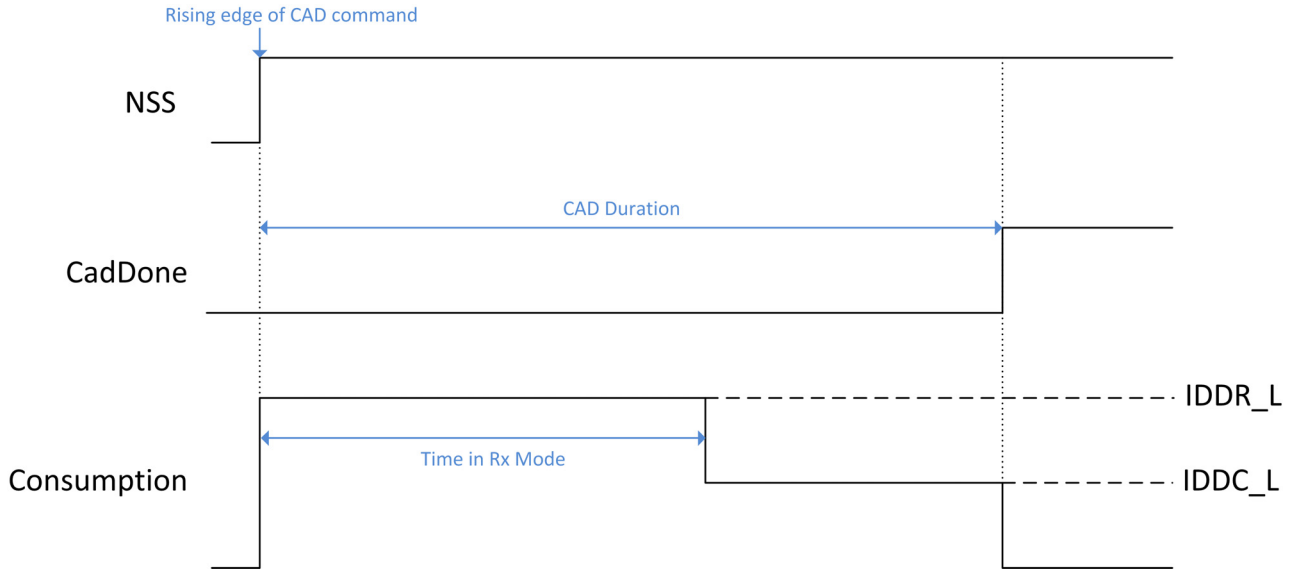 Rising edge of CAD command
NSS
CAD Duration
CadDone
IDDR_L
Time in Rx Mode
Consumption
IDDC_L